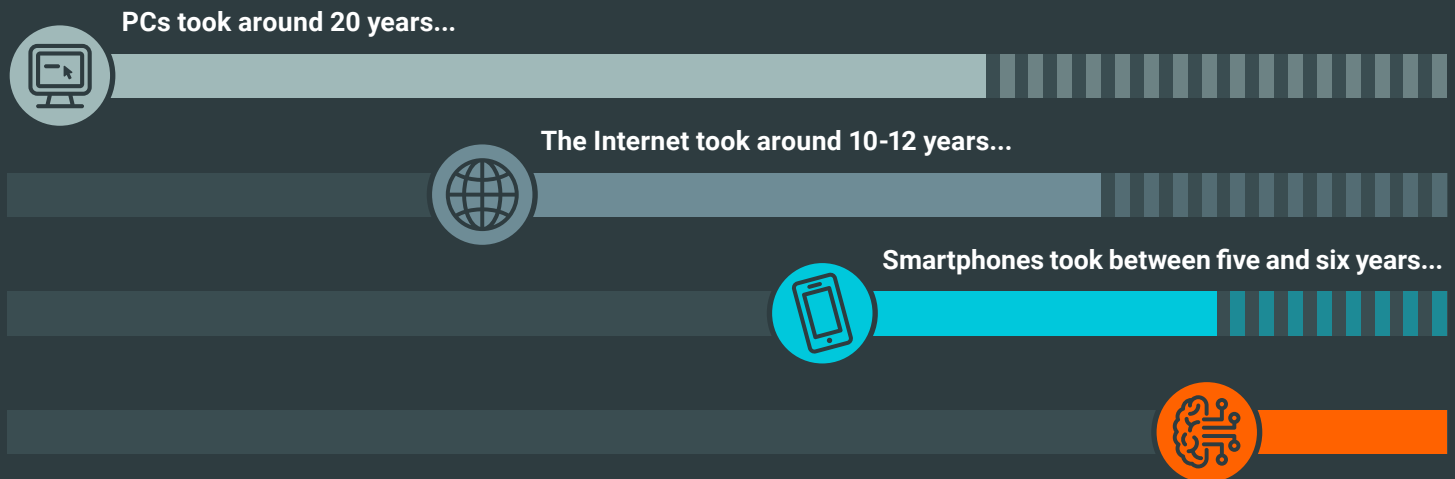 PCs took around 20 years...
The Internet took around 10-12 years...
Smartphones took between five and six years...